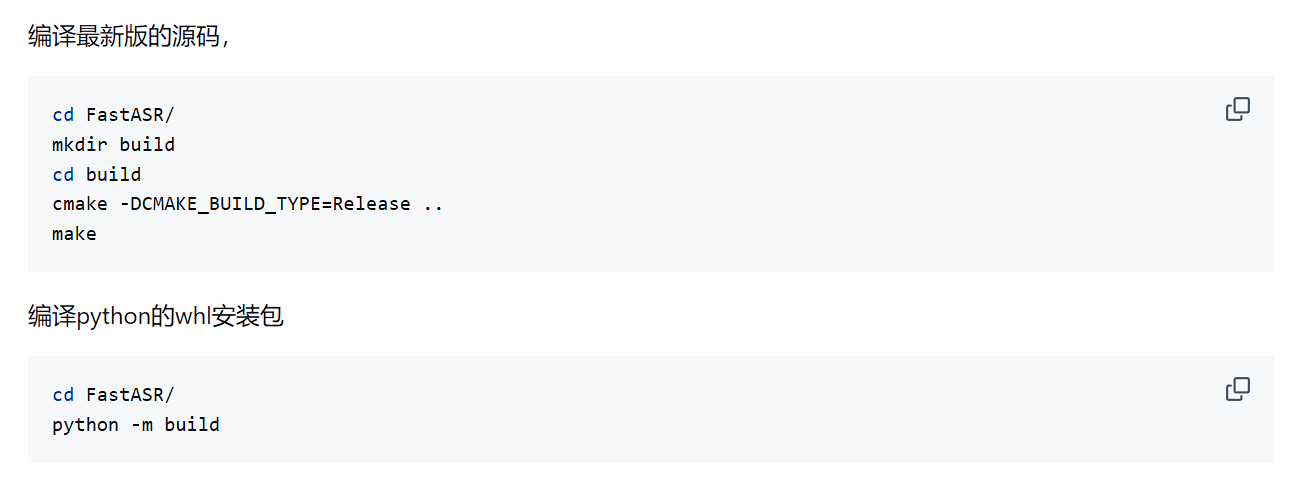 编译最新版的源码，
cd FastASR/
mkdir build
cd build
cmake -DCMAKE_BUILD_TYPE=Release ..
make
编译python的whl安装包
cd FastASR/
python -m build